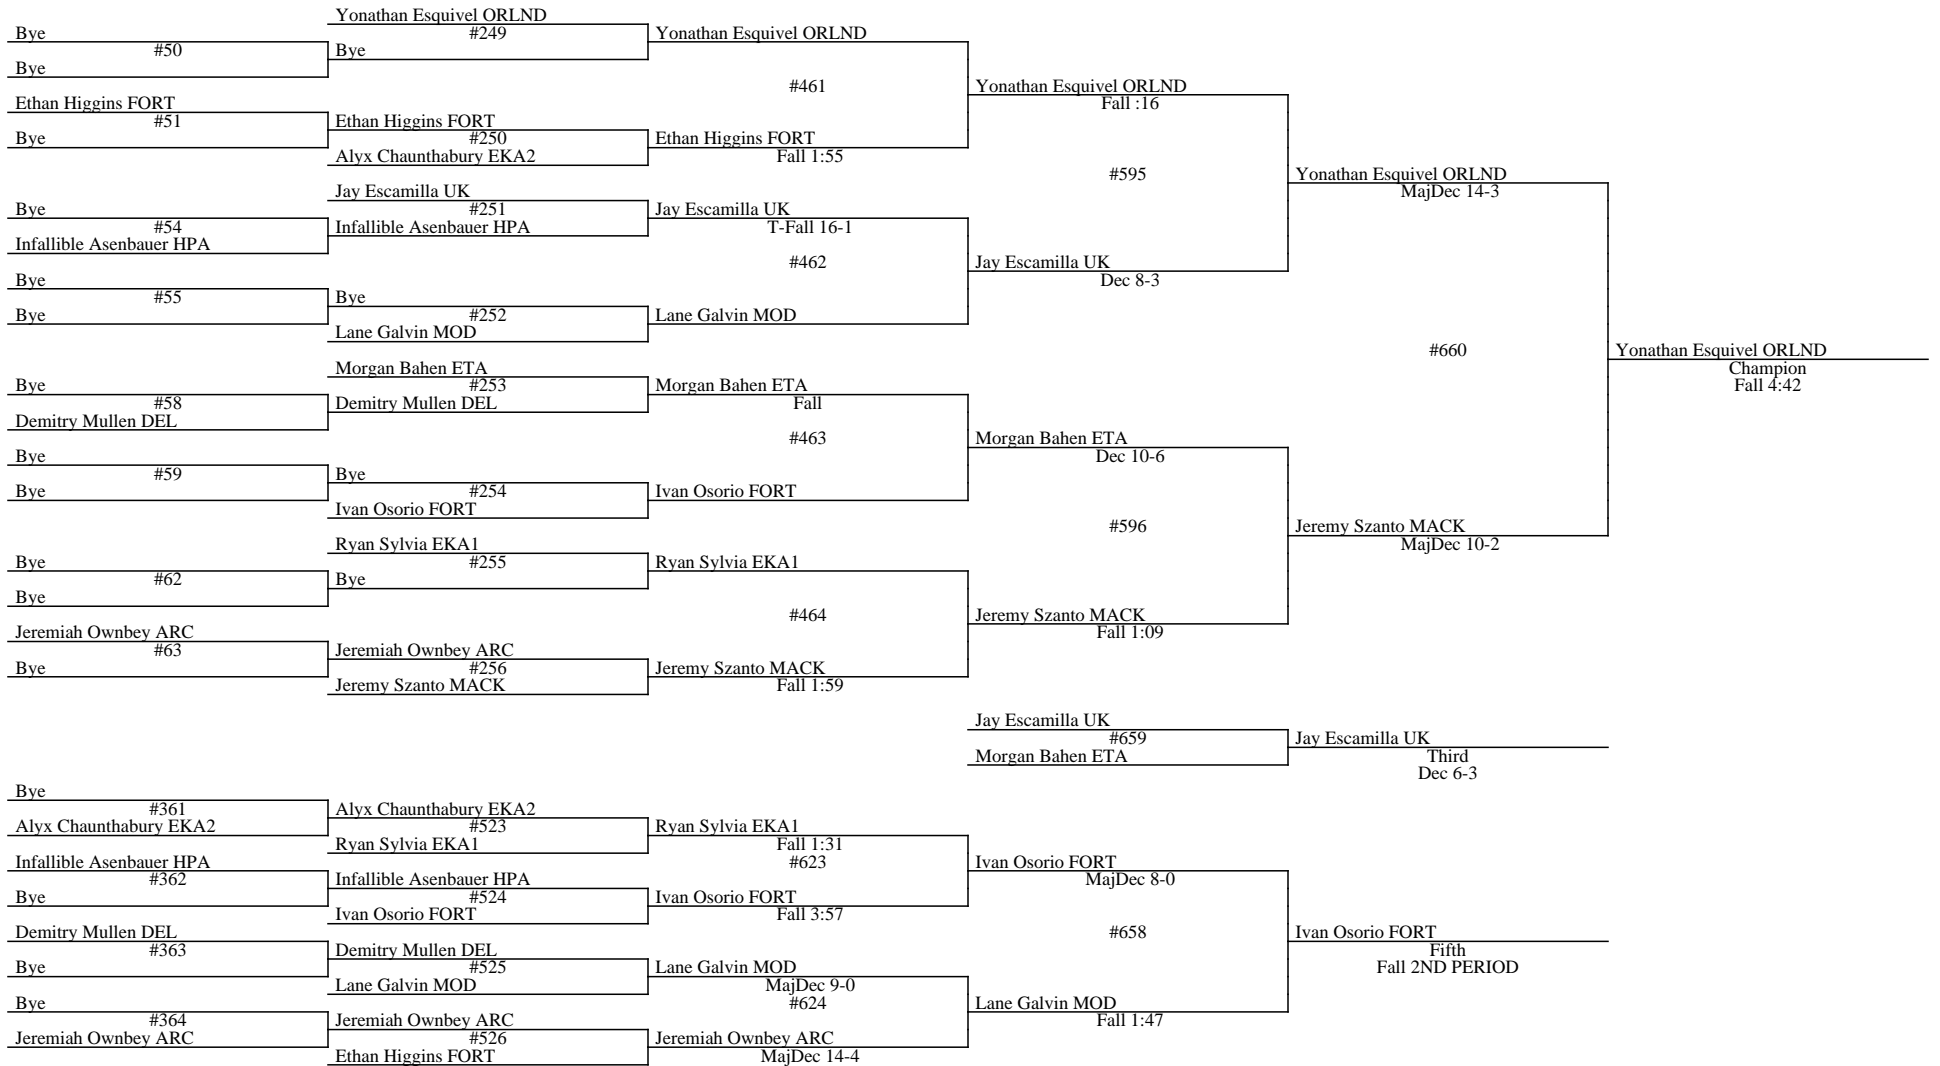 Yonathan Esquivel ORLND
Bye
#249
Yonathan Esquivel ORLND
#50
Bye
Bye
#461
Yonathan Esquivel ORLND
Fall :16
Ethan Higgins FORT
#51
Ethan Higgins FORT
Bye
#250
Ethan Higgins FORT
Alyx Chaunthabury EKA2
Fall 1:55
#595
Yonathan Esquivel ORLND
MajDec 14-3
Jay Escamilla UK
Bye
#251
Jay Escamilla UK
#54
Infallible Asenbauer HPA
T-Fall 16-1
Infallible Asenbauer HPA
#462
Jay Escamilla UK
Dec 8-3
Bye
#55
Bye
Bye
#252
Lane Galvin MOD
Lane Galvin MOD
#660
Yonathan Esquivel ORLND
Champion
Fall 4:42
Morgan Bahen ETA
Bye
#253
Morgan Bahen ETA
#58
Demitry Mullen DEL
Fall
Demitry Mullen DEL
#463
Morgan Bahen ETA
Dec 10-6
Bye
#59
Bye
Bye
#254
Ivan Osorio FORT
Ivan Osorio FORT
#596
Jeremy Szanto MACK
MajDec 10-2
Ryan Sylvia EKA1
Bye
#255
Ryan Sylvia EKA1
#62
Bye
Bye
#464
Jeremy Szanto MACK
Fall 1:09
Jeremiah Ownbey ARC
#63
Jeremiah Ownbey ARC
Bye
#256
Jeremy Szanto MACK
Jeremy Szanto MACK
Fall 1:59
Jay Escamilla UK
#659
Jay Escamilla UK
Morgan Bahen ETA
Third
Dec 6-3
Bye
#361
Alyx Chaunthabury EKA2
Alyx Chaunthabury EKA2
#523
Ryan Sylvia EKA1
Ryan Sylvia EKA1
Fall 1:31
Infallible Asenbauer HPA
#623
Ivan Osorio FORT
#362
Infallible Asenbauer HPA
MajDec 8-0
Bye
#524
Ivan Osorio FORT
Ivan Osorio FORT
Fall 3:57
Demitry Mullen DEL
#658
Ivan Osorio FORT
#363
Demitry Mullen DEL
Fifth
Bye
#525
Lane Galvin MOD
Fall 2ND PERIOD
Lane Galvin MOD
MajDec 9-0
Bye
#624
Lane Galvin MOD
#364
Jeremiah Ownbey ARC
Fall 1:47
Jeremiah Ownbey ARC
#526
Jeremiah Ownbey ARC
Ethan Higgins FORT
MajDec 14-4